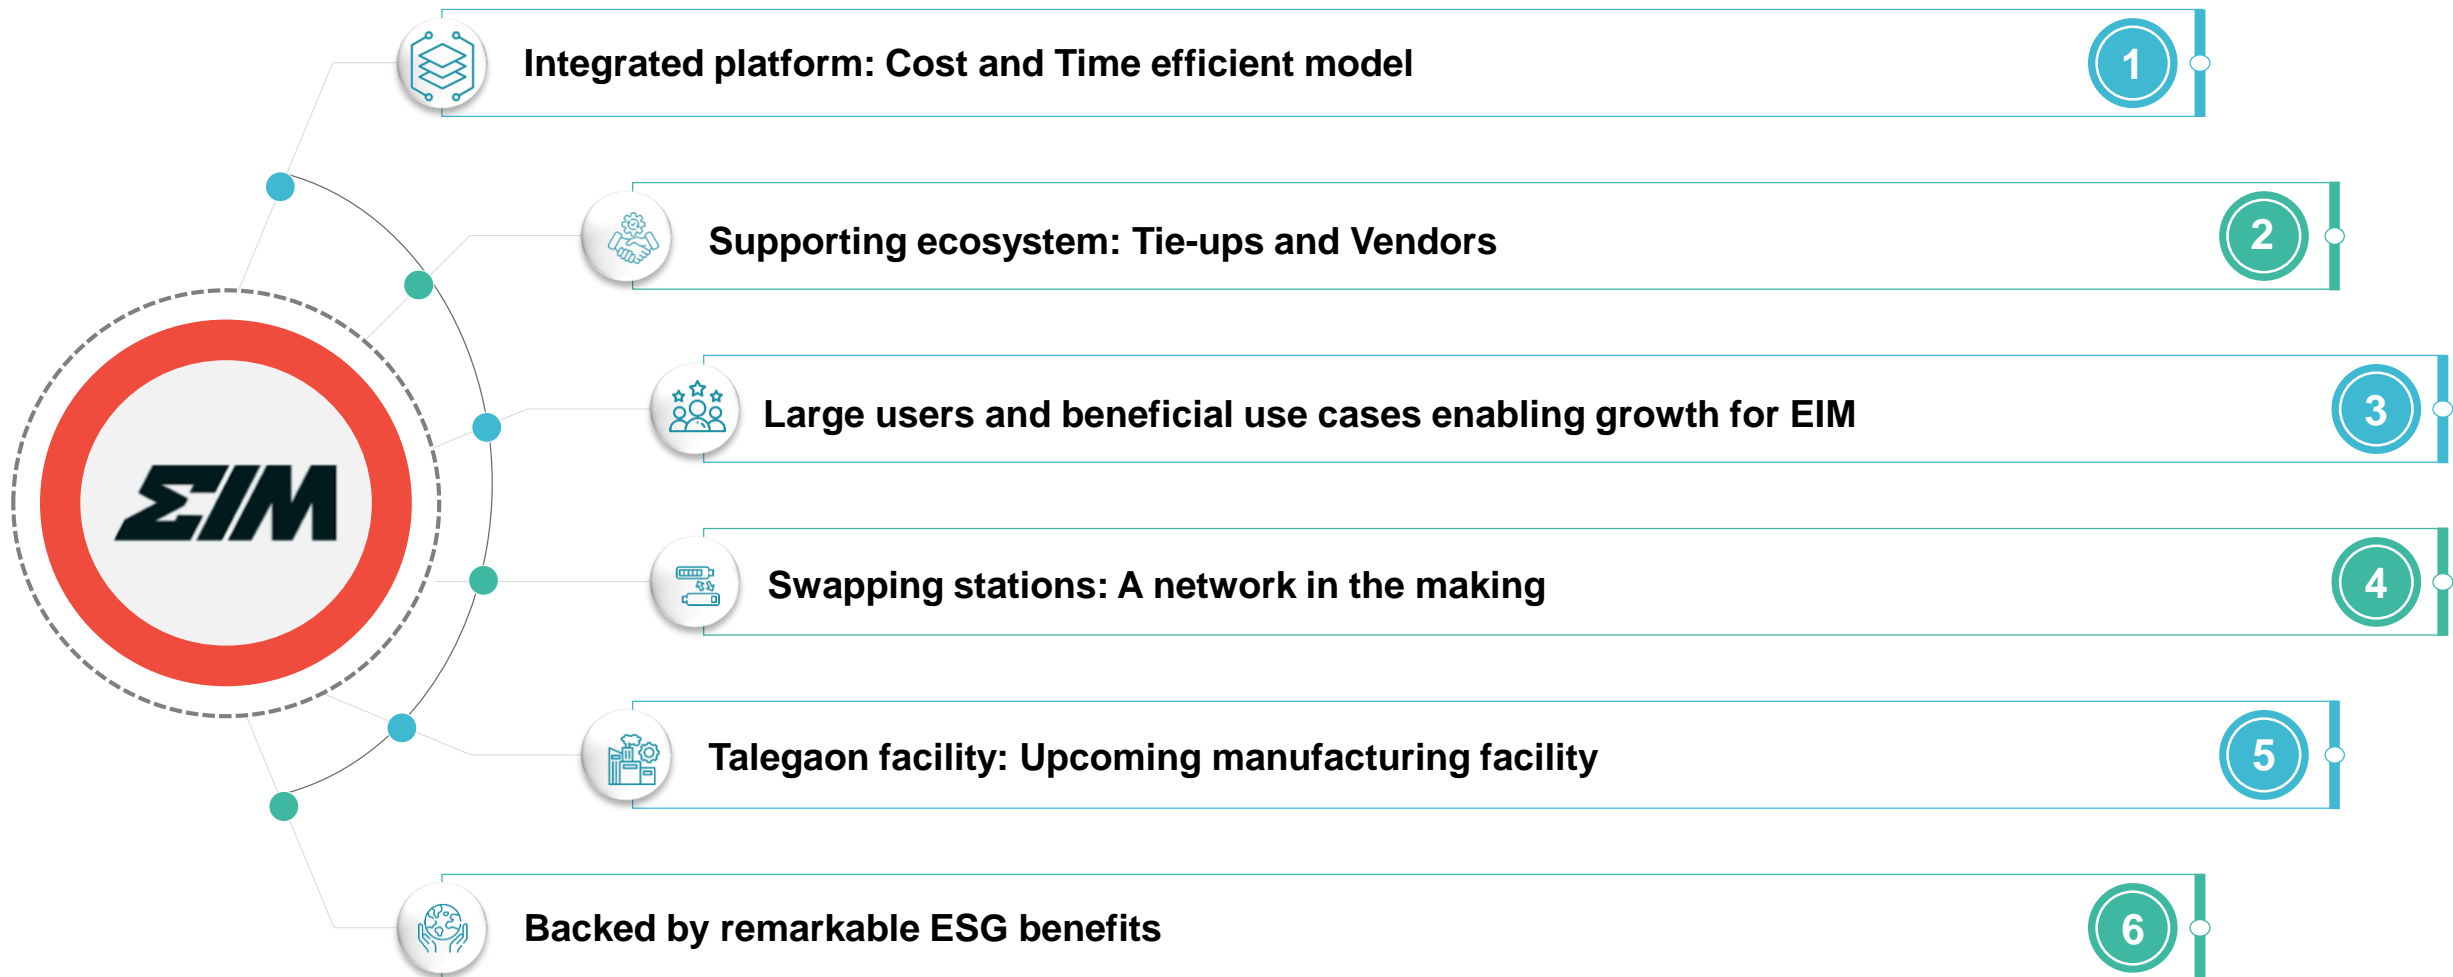 Integrated platform: Cost and Time efficient model
1
Supporting ecosystem: Tie-ups and Vendors
2
Large users and beneficial use cases enabling growth for EIM
3
ΣIM
Swapping stations: A network in the making
4
Talegaon facility: Upcoming manufacturing facility
5
Backed by remarkable ESG benefits
6